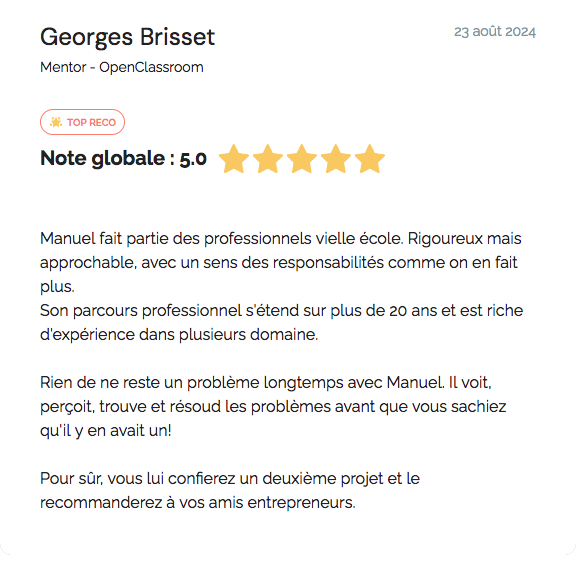 Georges Brisset
23 août 2024
Mentor - OpenClassroom
TOP RECO
Note globale : 5.0
Manuel fait partie des professionnels vielle école. Rigoureux mais
approchable, avec un sens des responsabilités comme on en fait
plus.
Son parcours professionnel s'étend sur plus de 20 ans et est riche
d'expérience dans plusieurs domaine.
Rien de ne reste un problème longtemps avec Manuel. Il voit,
perçoit, trouve et résoud les problèmes avant que vous sachiez
qu'il y en avait un!
Pour sûr, vous lui confierez un deuxième projet et le
recommanderez à vos amis entrepreneurs.